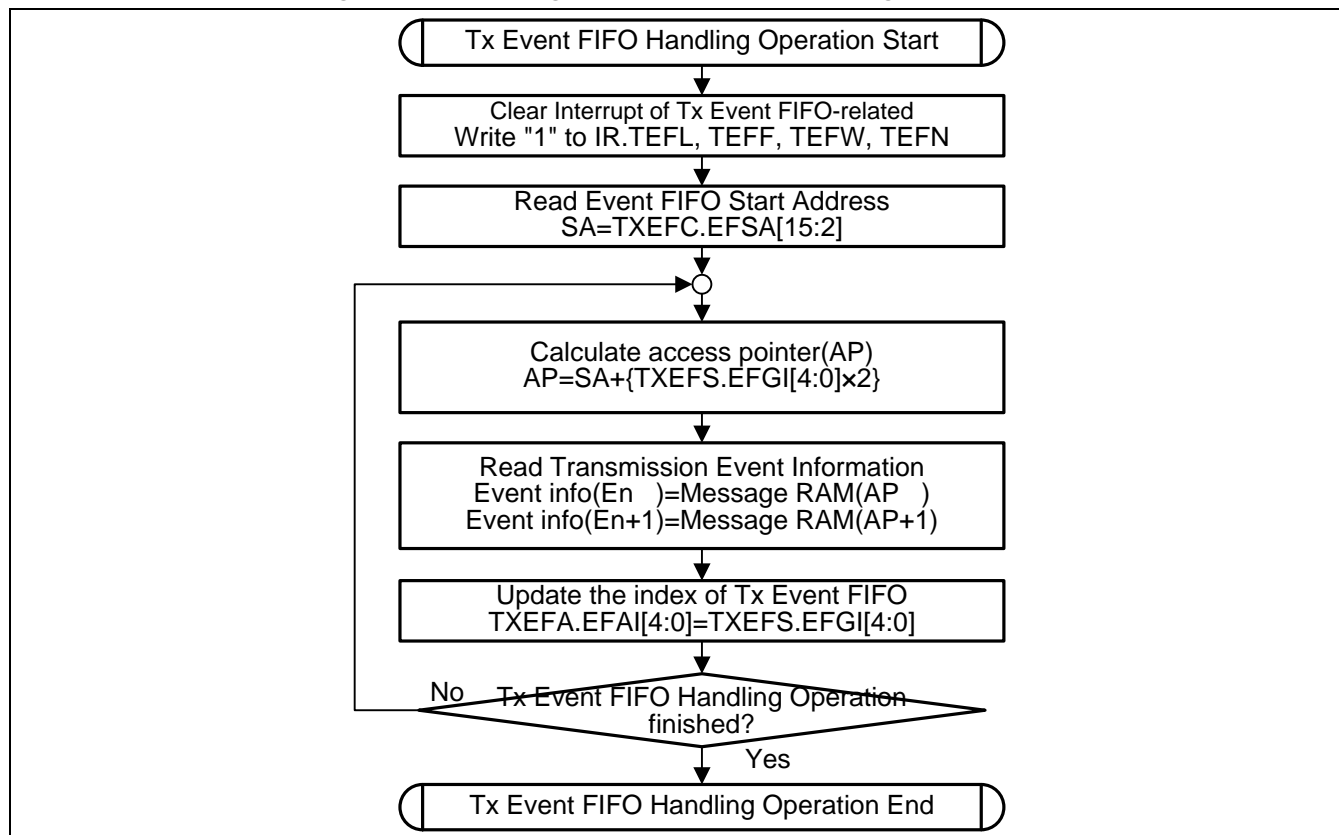 Tx Event FIFO Handling Operation Start
Clear Interrupt of Tx Event FIFO-related
Write "1" to IR.TEFL, TEFF, TEFW, TEFN
Read Event FIFO Start Address
SA=TXEFC.EFSA[15:2]
Calculate access pointer(AP)
AP=SA+{TXEFS.EFGI[4:0]×2}
Read Transmission Event Information
Event info(En   )=Message RAM(AP   )
Event info(En+1)=Message RAM(AP+1)
Update the index of Tx Event FIFO
TXEFA.EFAI[4:0]=TXEFS.EFGI[4:0]
No
Tx Event FIFO Handling Operation
finished?
Yes
Tx Event FIFO Handling Operation End